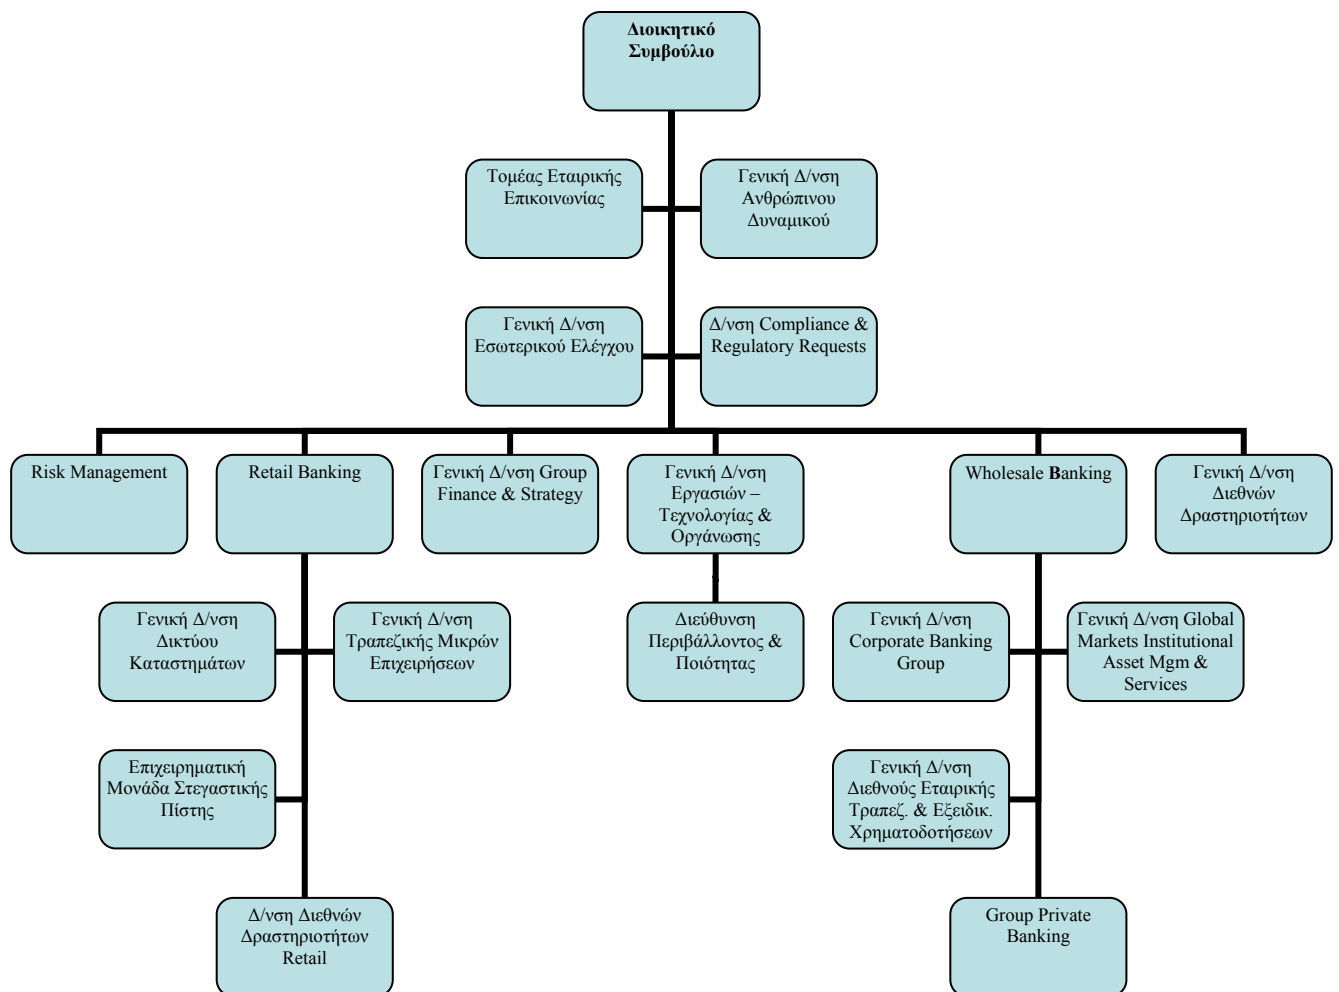 Διοικητικό
Συμβούλιο
Τομέας Εταιρικής
Επικοινωνίας
Γενική Δ/νση
Ανθρώπινου
Δυναμικού
Γενική Δ/νση
Εσωτερικού Ελέγχου
Δ/νση Compliance &
Regulatory Requests
Risk Management
Retail Banking
Γενική Δ/νση Group
Finance & Strategy
Γενική Δ/νση
Εργασιών –
Τεχνολογίας &
Οργάνωσης
Wholesale Banking
Γενική Δ/νση
Διεθνών
Δραστηριοτήτων
Γενική Δ/νση
Δικτύου
Καταστημάτων
Γενική Δ/νση
Τραπεζικής Μικρών
Επιχειρήσεων
Διεύθυνση
Περιβάλλοντος &
Ποιότητας
Γενική Δ/νση
Corporate Banking
Group
Γενική Δ/νση Global
Markets Institutional
Asset Mgm &
Services
Επιχειρηματική
Μονάδα Στεγαστικής
Πίστης
Γενική Δ/νση
Διεθνούς Εταιρικής
Τραπεζ. & Εξειδικ.
Χρηματοδοτήσεων
Δ/νση Διεθνών
Δραστηριοτήτων
Retail
Group Private
Banking